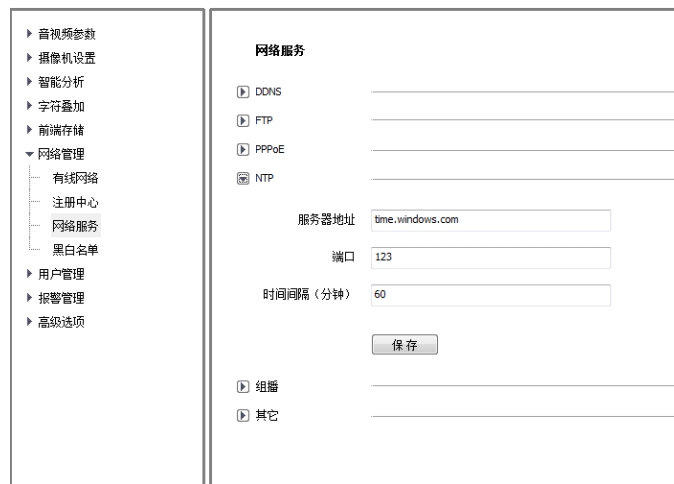 音视频参数
摄像机设置
智能分析
字符叠加
前端存储
网络管理
有线网络
注册中心
网络服务
黑白名单
用户管理
报警管理
高级选项
网络服务
DDNS
FTP
PPPoE
NTP
服务器地址 time.windows.com
端口 123
时间间隔（分钟） 60
保存
组播
其它